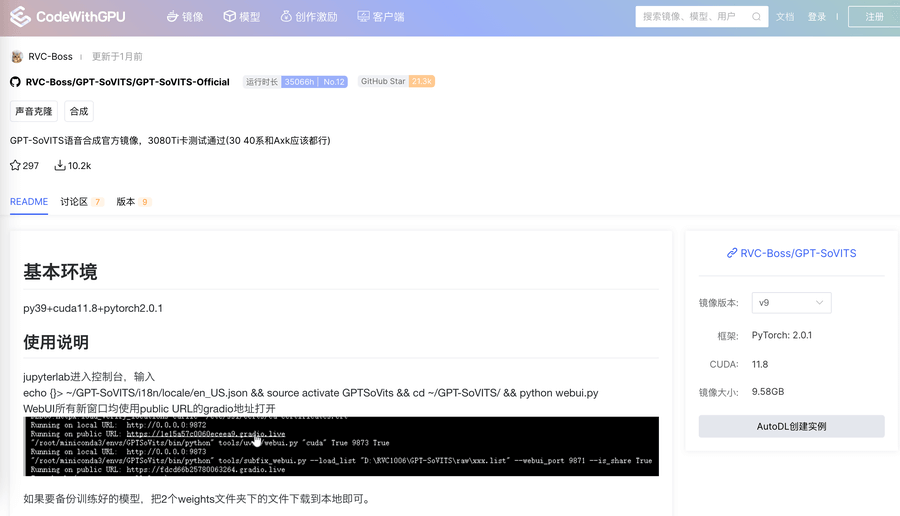 CodeWithGPU 镜像 模型 创作激励 客户端 搜索镜像、模型、用户 文档 登录 注册
RVC-Boss 更新于1月前
RVC-Boss/GPT-SoVITS/GPT-SoVITS-Official 运行时长 35066h No.12 GitHub Star 21.3k
声音克隆 合成
GPT-SoVITS语音合成官方镜像，3080Ti卡测试通过(30 40系和Axk应该都行)
297 10.2k
README 讨论区 7 版本 9
基本环境
py39+cuda11.8+pytorch2.0.1
使用说明
jupyterlab进入控制台，输入
echo {}> ~/GPT-SoVITS/i18n/locale/en_US.json && source activate GPTSoVits && cd ~/GPT-SoVITS/ && python webui.py
WebUI所有新窗口均使用public URL的gradio地址打开
Running on local URL: http://0.0.0.0:9872
Running on public URL: https://1e15a57c0060eceea9.gradio.live
"/root/miniconda3/envs/GPTSoVits/bin/python" tools/uv webui.py "cuda" True 9873 True
Running on local URL: http://0.0.0.0:9873
"/root/miniconda3/envs/GPTSoVits/bin/python" tools/subfix_webui.py --load_list "D:\RVC1006\GPT-SoVITS\raw\xxx.list" --webui_port 9871 --is_share True
Running on public URL: https://fdcd66b25780063264.gradio.live
如果要备份训练好的模型，把2个weights文件夹下的文件下载到本地即可。
RVC-Boss/GPT-SoVITS
镜像版本: v9
框架: PyTorch: 2.0.1
CUDA: 11.8
镜像大小: 9.58GB
AutoDL创建实例